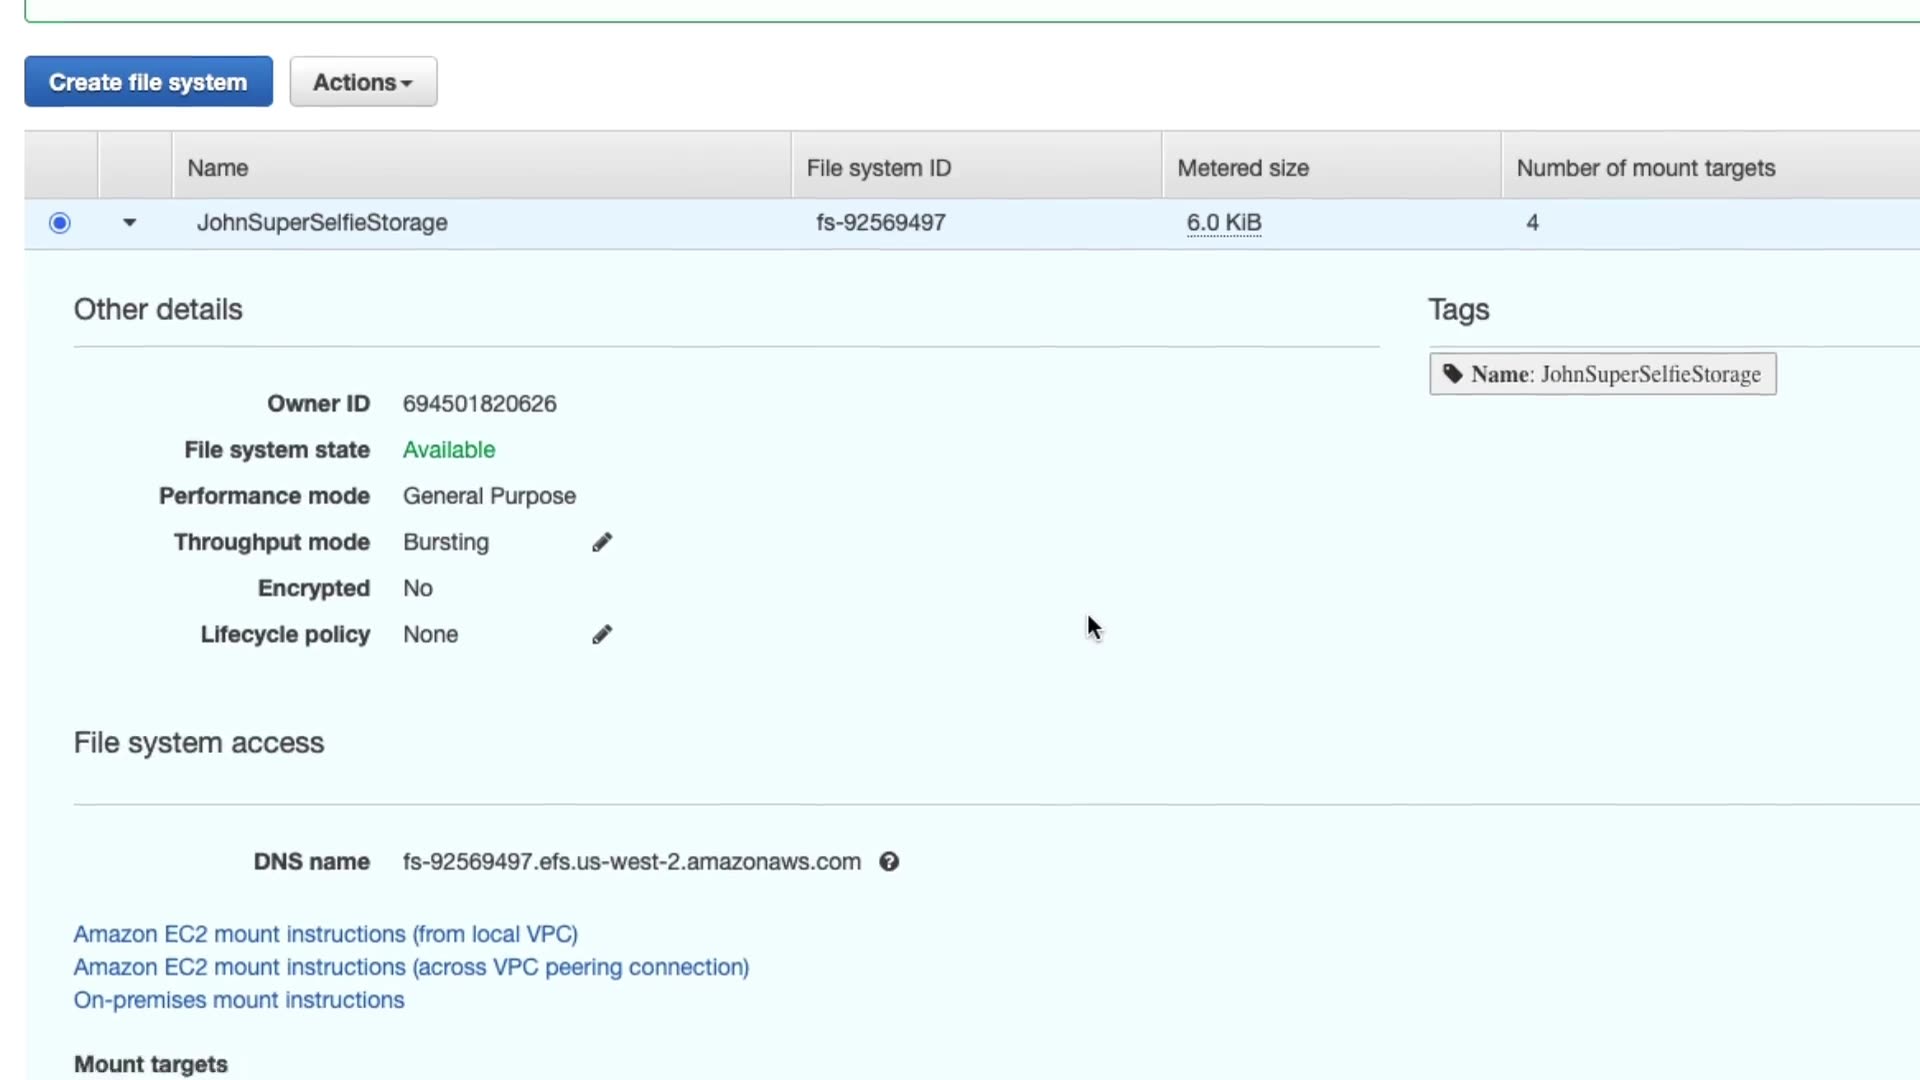 Create file system Actions
Name File system ID Metered size Number of mount targets
JohnSuperSelfieStorage fs-92569497 6.0 KiB 4
Other details Tags
Name: JohnSuperSelfieStorage
Owner ID 694501820626
File system state Available
Performance mode General Purpose
Throughput mode Bursting
Encrypted No
Lifecycle policy None
File system access
DNS name fs-92569497.efs.us-west-2.amazonaws.com
Amazon EC2 mount instructions (from local VPC)
Amazon EC2 mount instructions (across VPC peering connection)
On-premises mount instructions
Mount targets